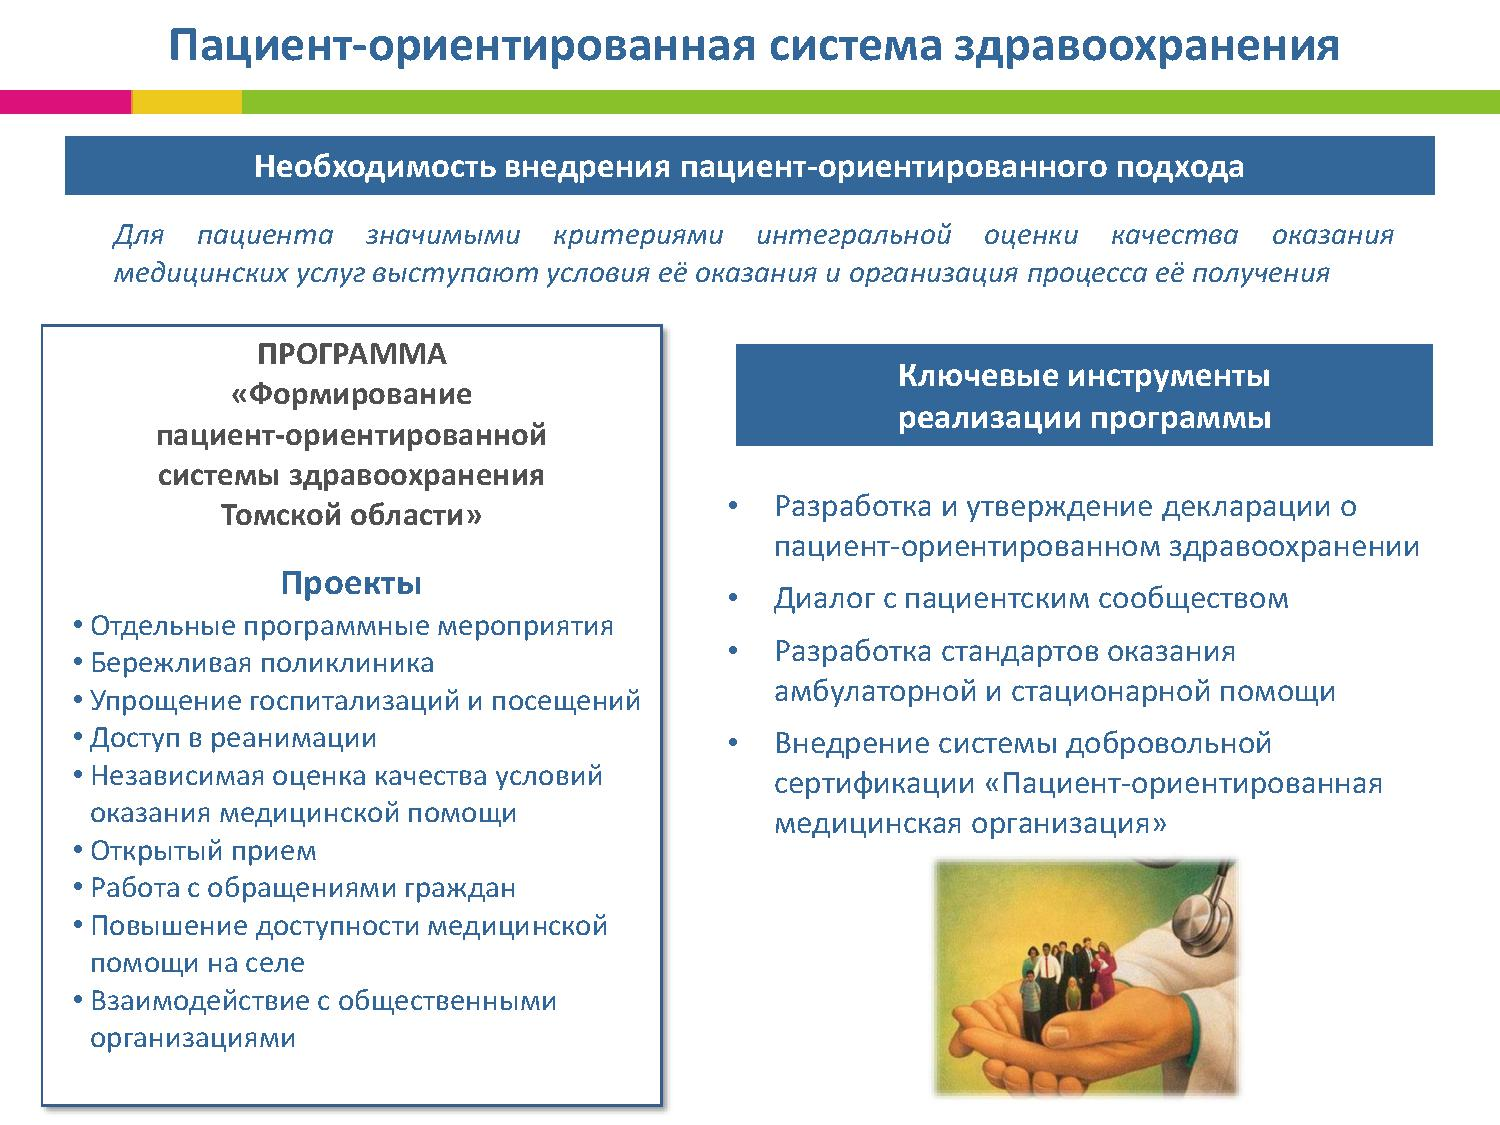 Пациент-ориентированная система здравоохранения
Необходимость внедрения пациент-ориентированного подхода
Для пациента значимыми критериями интегральной оценки качества оказания
медицинских услуг выступают условия её оказания и организация процесса её получения
ПРОГРАММА
«Формирование
пациент-ориентированной
системы здравоохранения
Томской области»
Проекты
• Отдельные программные мероприятия
• Бережливая поликлиника
• Упрощение госпитализаций и посещений
• Доступ в реанимации
• Независимая оценка качества условий
оказания медицинской помощи
• Открытый прием
• Работа с обращениями граждан
• Повышение доступности медицинской
помощи на селе
• Взаимодействие с общественными
организациями
Ключевые инструменты
реализации программы
• Разработка и утверждение декларации о
пациент-ориентированном здравоохранении
• Диалог с пациентским сообществом
• Разработка стандартов оказания
амбулаторной и стационарной помощи
• Внедрение системы добровольной
сертификации «Пациент-ориентированная
медицинская организация»